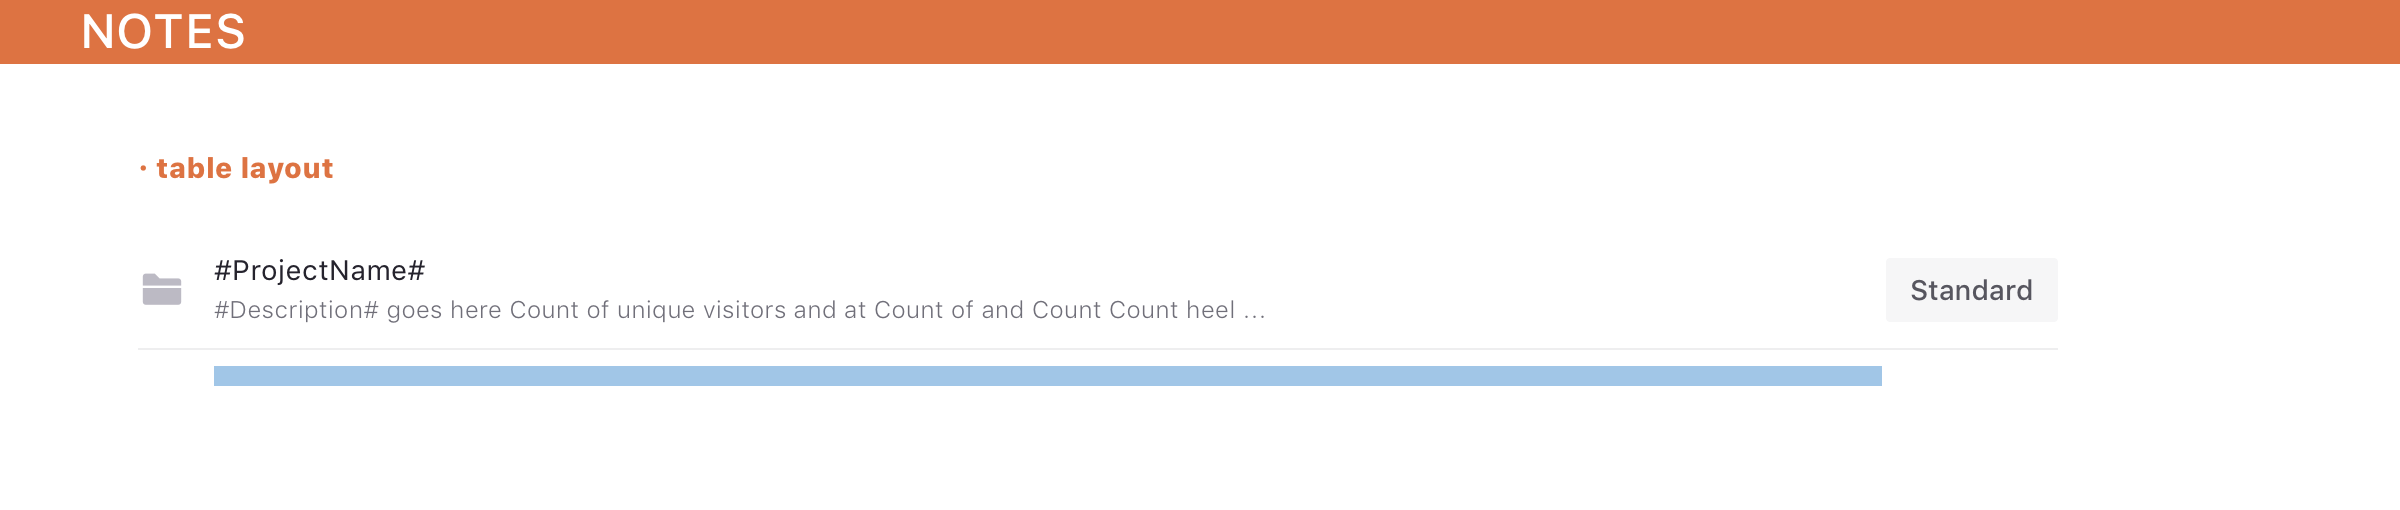 NOTES
· table layout
#ProjectName#
#Description# goes here Count of unique visitors and at Count of and Count Count heel ...
Standard